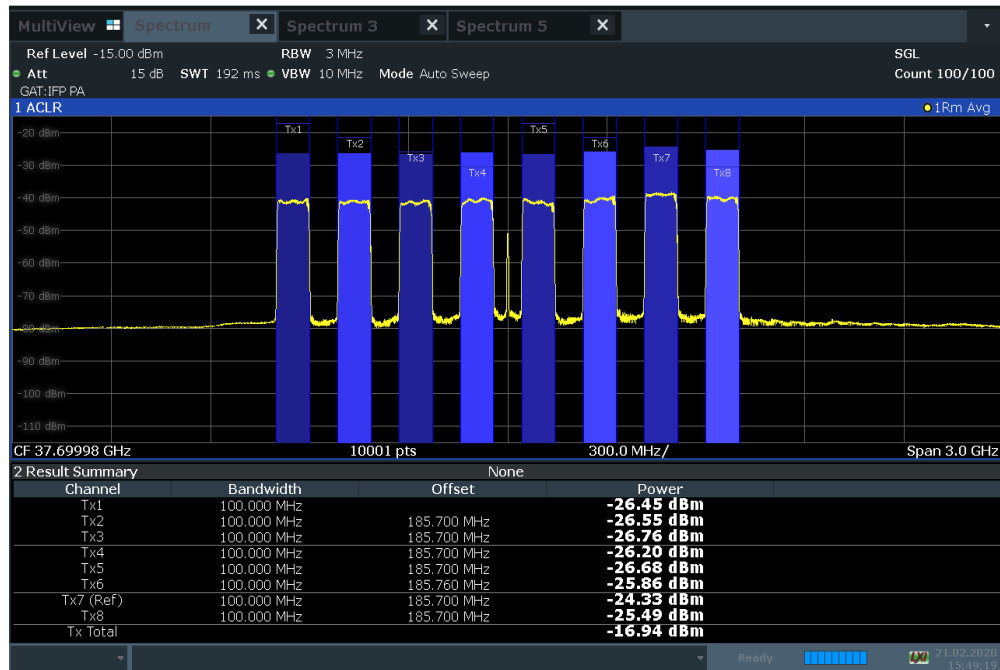 MultiView Spectrum X Spectrum 3 X Spectrum 5 X
Ref Level -15.00 dBm RBW 3 MHz SGL
Att 15 dB SWT 192 ms VBW 10 MHz Mode Auto Sweep Count 100/100
GAT:IFP PA
1 ACLR 1Rm Avg
-20 dBm
Tx1 Tx5
Tx2 Tx6
Tx3 Tx7
-30 dBm
Tx4 Tx8
-40 dBm
-50 dBm
-60 dBm
-70 dBm
-80 dBm
-90 dBm
-100 dBm
-110 dBm
CF 37.69998 GHz 10001 pts 300.0 MHz/ Span 3.0 GHz
2 Result Summary None
Channel Bandwidth Offset Power
Tx1 100.000 MHz -26.45 dBm
Tx2 100.000 MHz 185.700 MHz -26.55 dBm
Tx3 100.000 MHz 185.700 MHz -26.76 dBm
Tx4 100.000 MHz 185.700 MHz -26.20 dBm
Tx5 100.000 MHz 185.700 MHz -26.68 dBm
Tx6 100.000 MHz 185.760 MHz -25.86 dBm
Tx7 (Ref) 100.000 MHz 185.700 MHz -24.33 dBm
Tx8 100.000 MHz 185.700 MHz -25.49 dBm
Tx Total -16.94 dBm
Ready LXI 21.02.2020
15:49:10